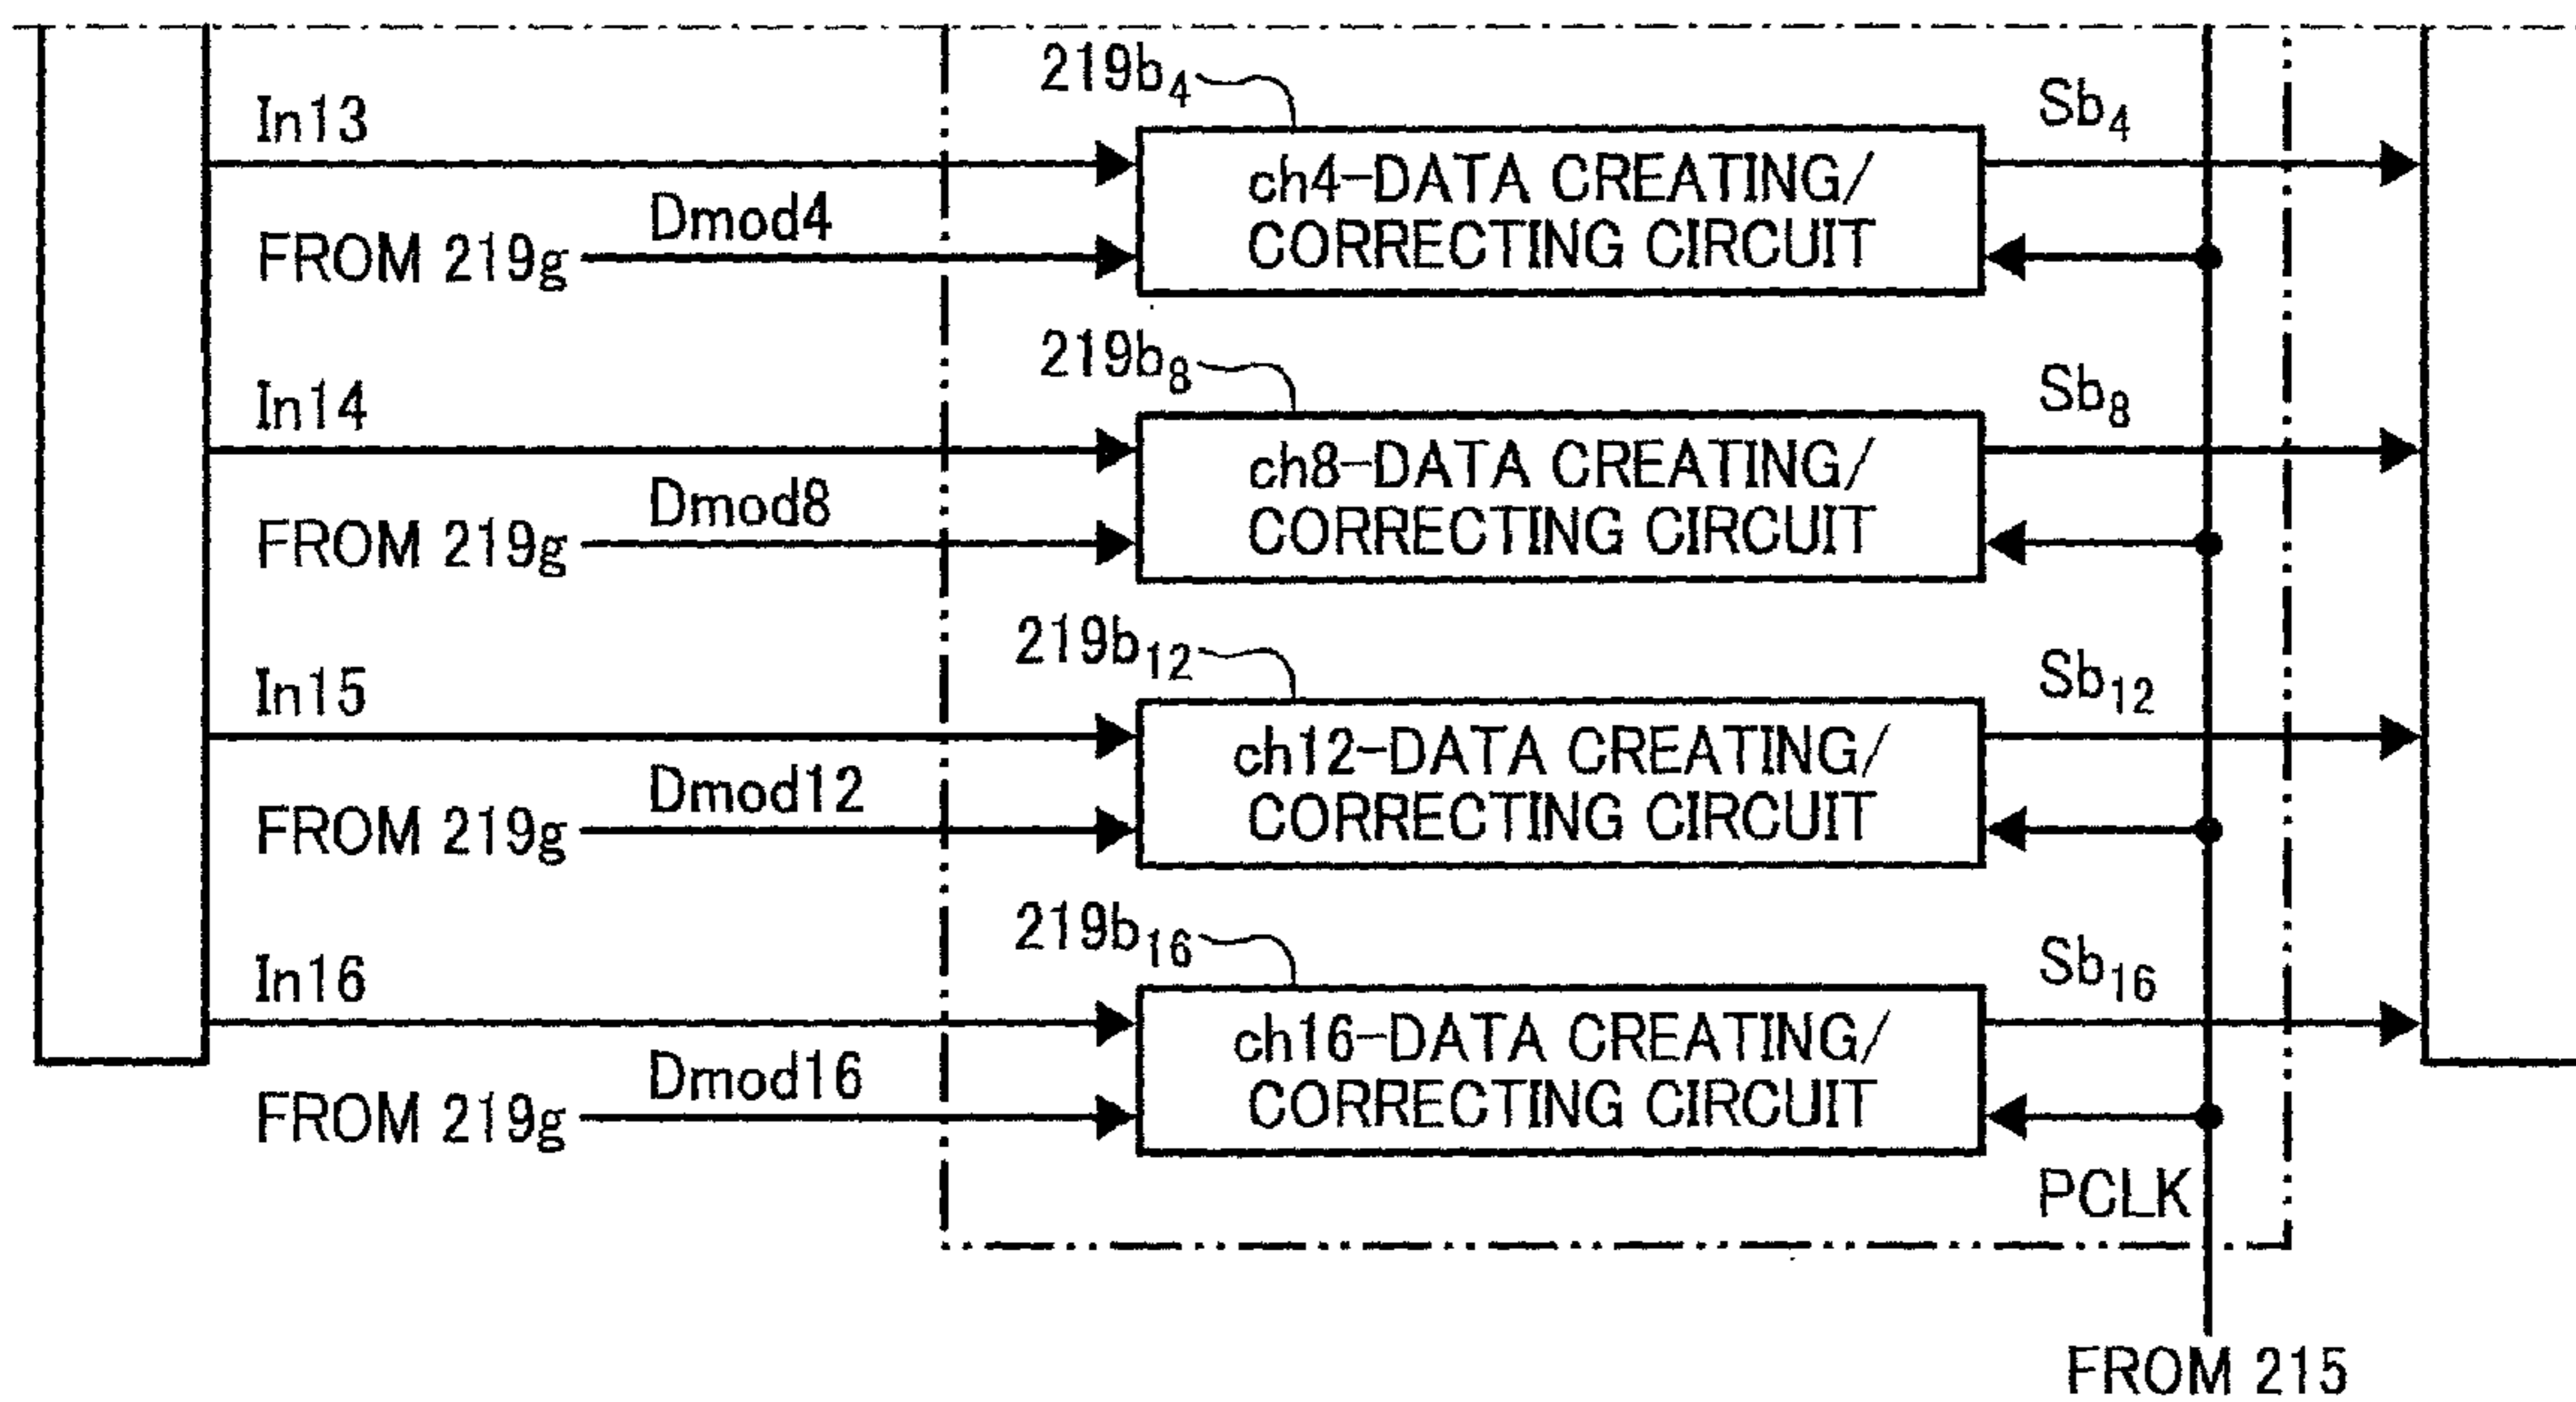 219b4
In13
Sb4
ch4-DATA CREATING/
CORRECTING CIRCUIT
Dmod4
FROM 219g
219b8
In14
Sb8
ch8-DATA CREATING/
CORRECTING CIRCUIT
Dmod8
FROM 219g
219b12
In15
Sb12
ch12-DATA CREATING/
CORRECTING CIRCUIT
Dmod12
FROM 219g
219b16
In16
Sb16
ch16-DATA CREATING/
CORRECTING CIRCUIT
Dmod16
FROM 219g
PCLK
FROM 215